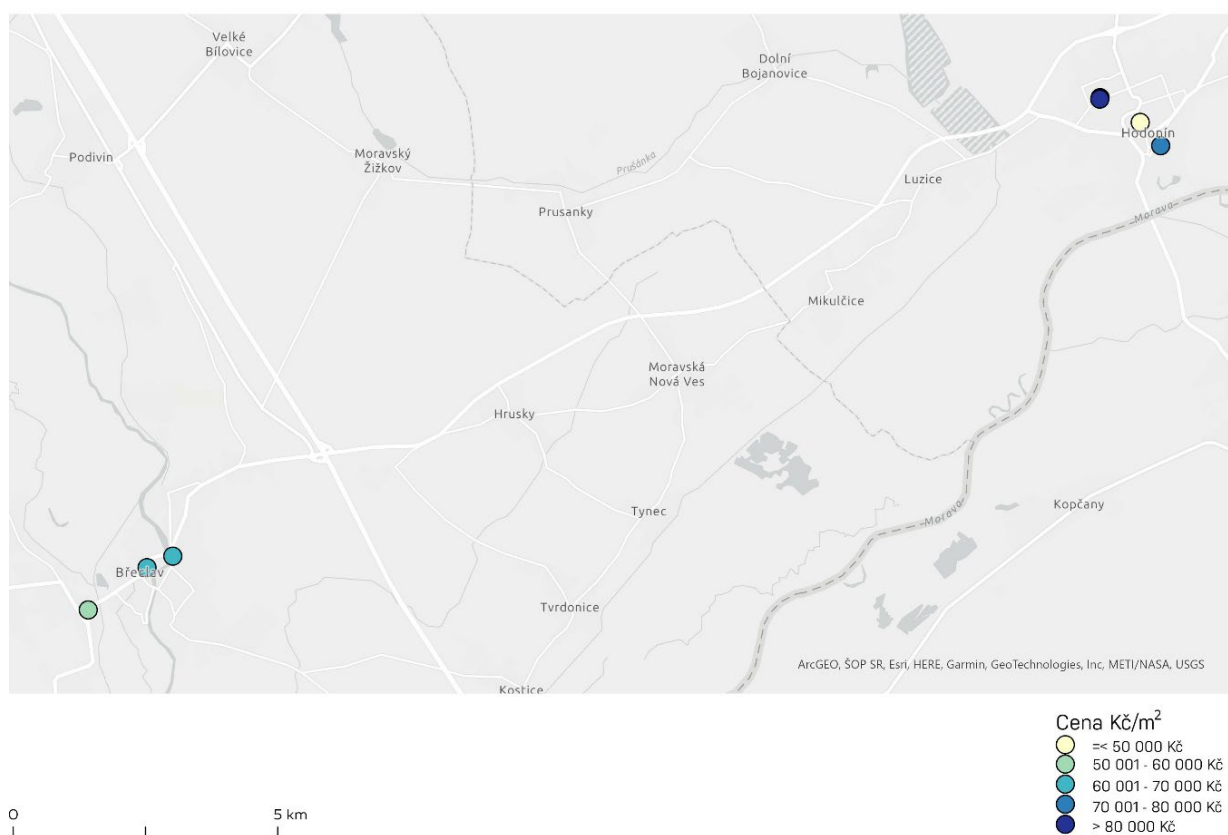 Velké
Bílovice
Dolní
Bojanovice
Hodonín
Podivín
Moravský
Žižkov
Prušánka
Luzice
Prusanky
Morava
Mikulčice
Moravská
Nová Ves
Hrusky
Tynec
Kopčany
Morava
Břeclav
Tvrdonice
Kostice
ArcGEO, ŠOP SR, Esri, HERE, Garmin, GeoTechnologies, Inc, METI/NASA, USGS
Cena Kč/m²
=< 50 000 Kč
50 001 - 60 000 Kč
60 001 - 70 000 Kč
70 001 - 80 000 Kč
> 80 000 Kč
0 5 km